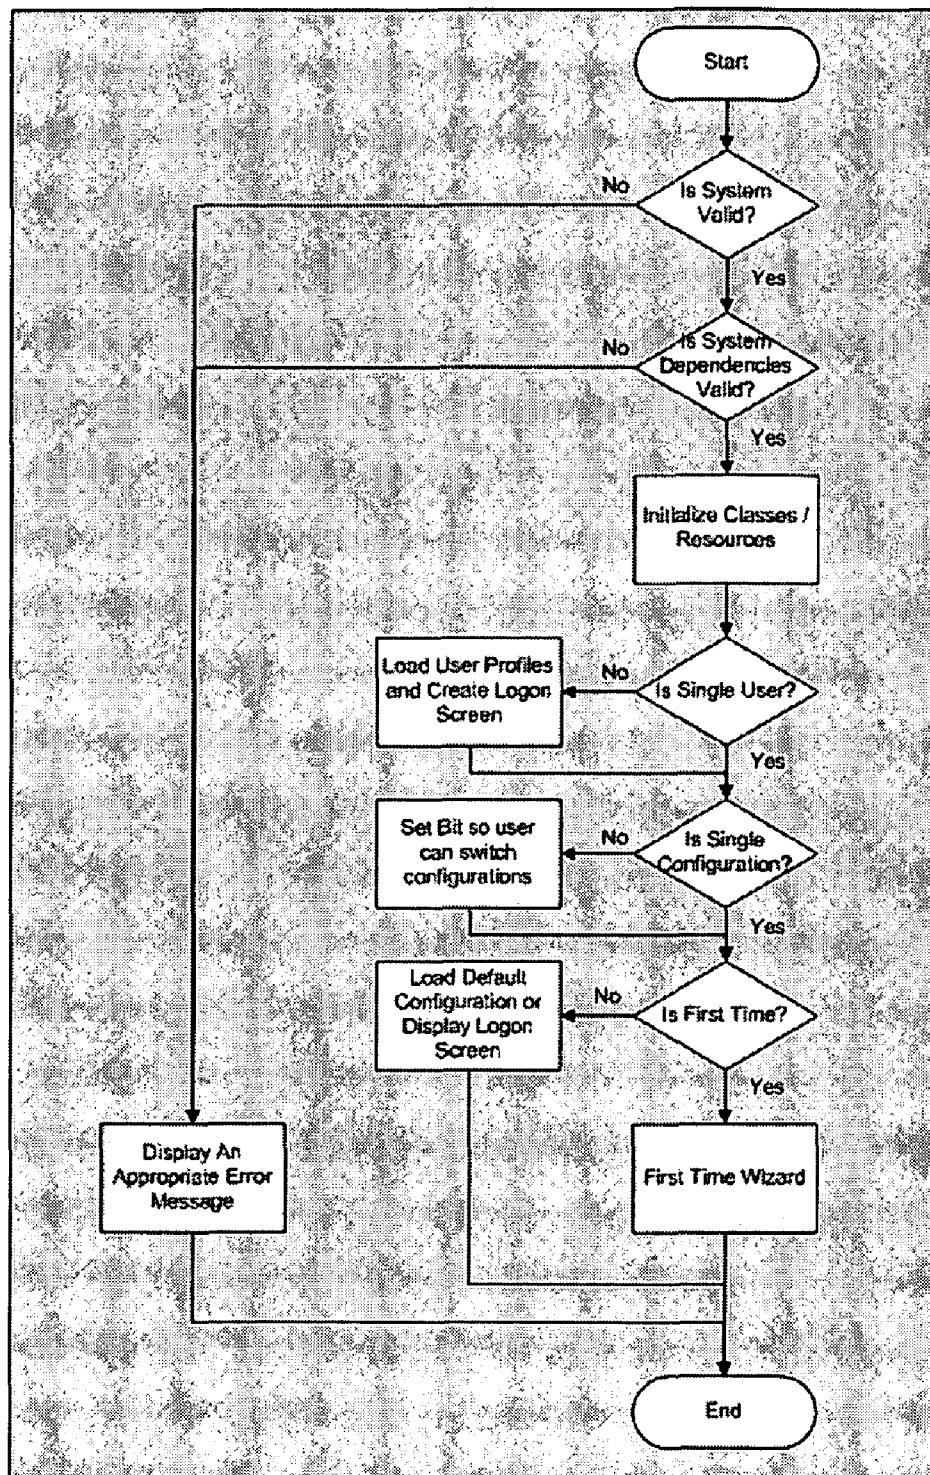 Start
No
Is System
Valid?
Yes
No
Is System
Dependencies
Valid?
Yes
Initialize Classes /
Resources
Load User Profiles
and Create Logon
Screen
No
Is Single User?
Yes
Set Bit so user
can switch
configurations
No
Is Single
Configuration?
Yes
Load Default
Configuration or
Display Logon
Screen
No
Is First Time?
Yes
Display An
Appropriate Error
Message
First Time Wizard
End